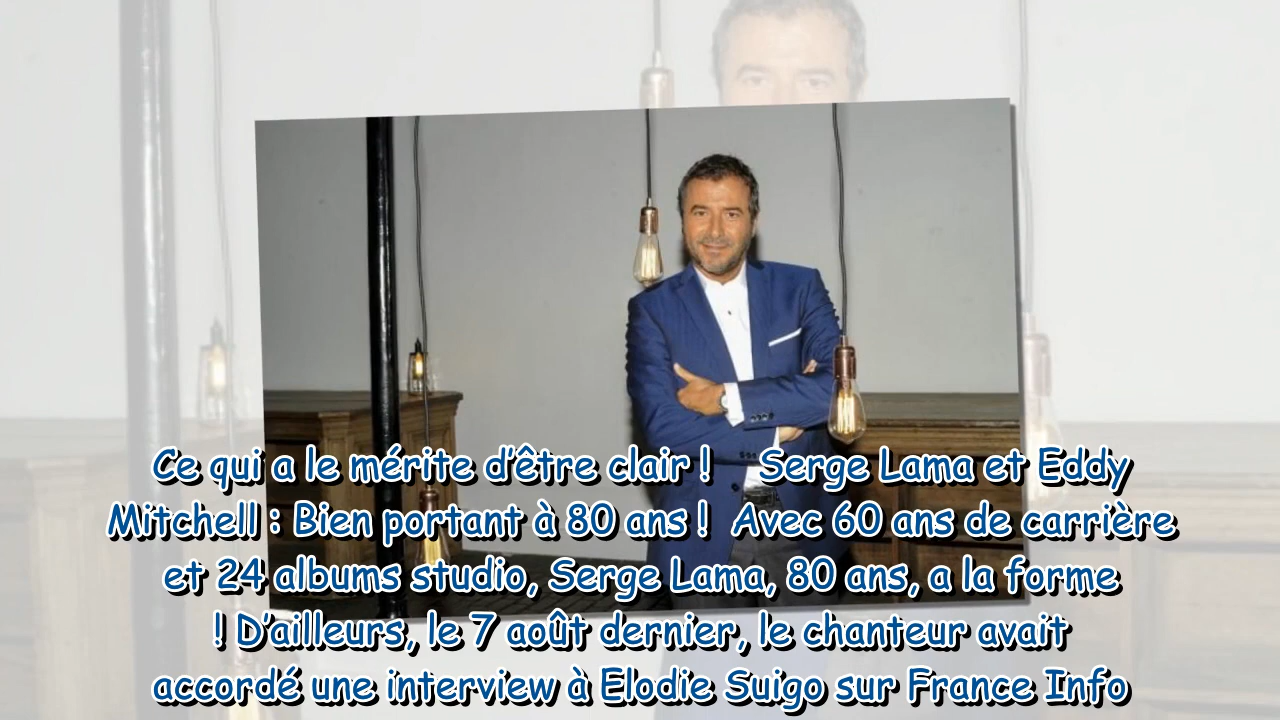 Ce qui a le mérite d'être clair ! Serge Lama et Eddy
Mitchell : Bien portant à 80 ans ! Avec 60 ans de carrière
et 24 albums studio, Serge Lama, 80 ans, a la forme
! D'ailleurs, le 7 août dernier, le chanteur avait
accordé une interview à Elodie Suigo sur France Info